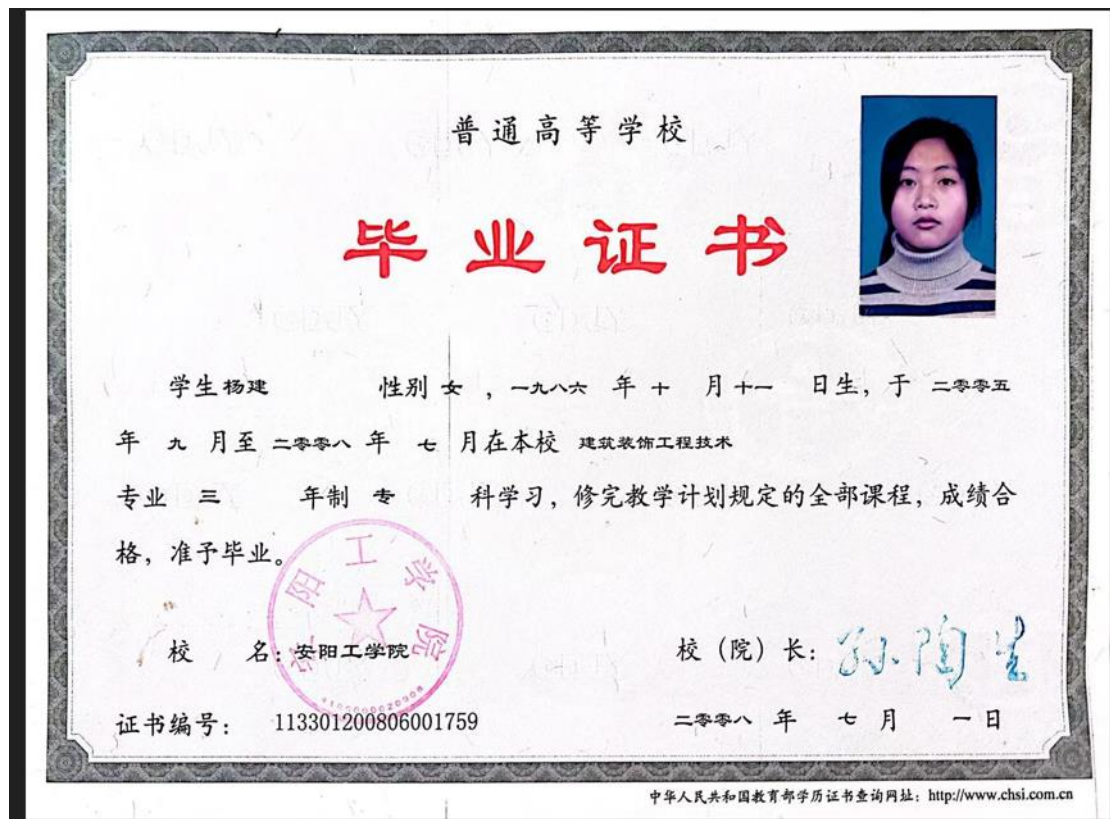 普通高等学校
毕业证书
学生 杨建 性别 女 ，一九八六 年 十 月 十一 日生，于 二零零五
年 九 月至 二零零八 年 七 月在本校 建筑装饰工程技术
专业 三 年制 专 科学习，修完教学计划规定的全部课程，成绩合
格，准予毕业。
安阳工学院
校 名：安阳工学院 校（院）长：
证书编号： 113301200806001759 二零零八 年 七 月 一日
中华人民共和国教育部学历证书查询网址：http://www.chsi.com.cn